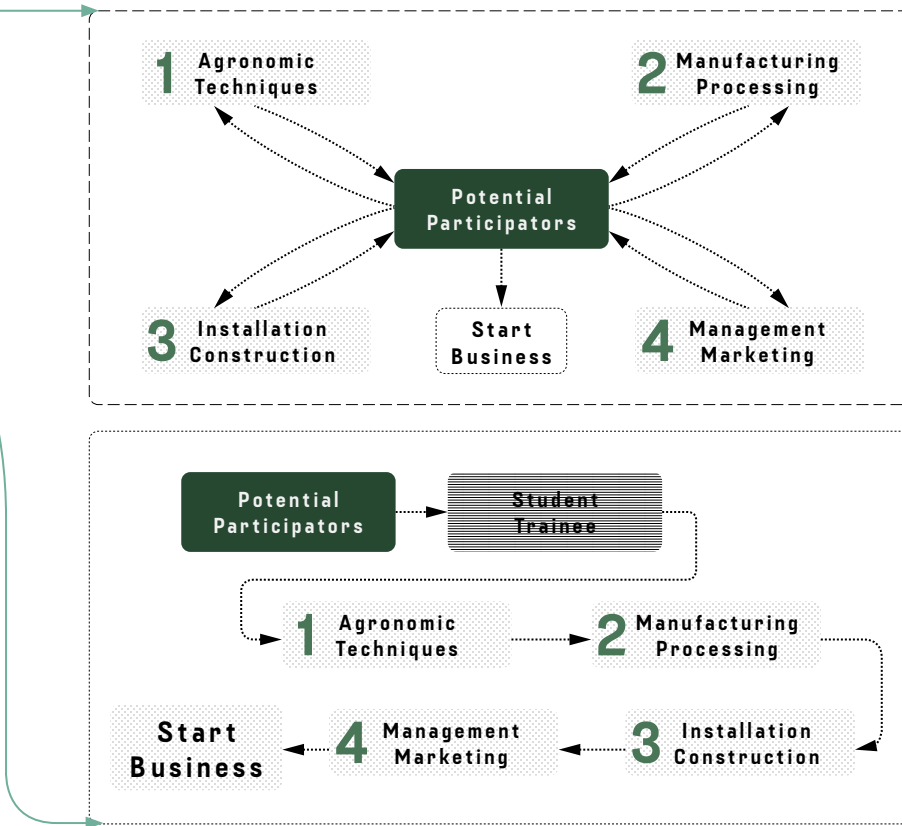 1 Agronomic
Techniques
2 Manufacturing
Processing
Potential
Participators
3 Installation
Construction
Start
Business
4 Management
Marketing
Potential
Participators
Student
Trainee
1 Agronomic
Techniques
2 Manufacturing
Processing
Start
Business
4 Management
Marketing
3 Installation
Construction